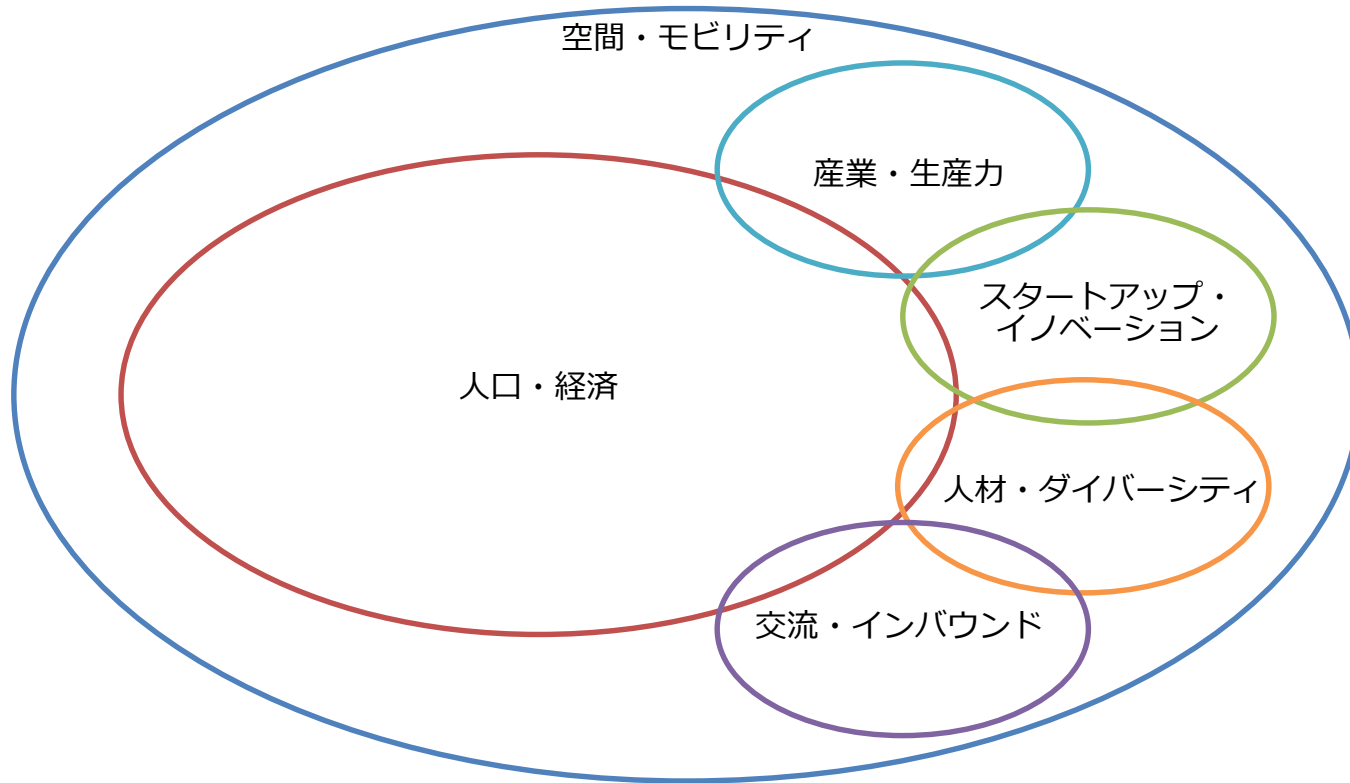 空間・モビリティ
産業・生産力
スタートアップ・
イノベーション
人口・経済
人材・ダイバーシティ
交流・インバウンド